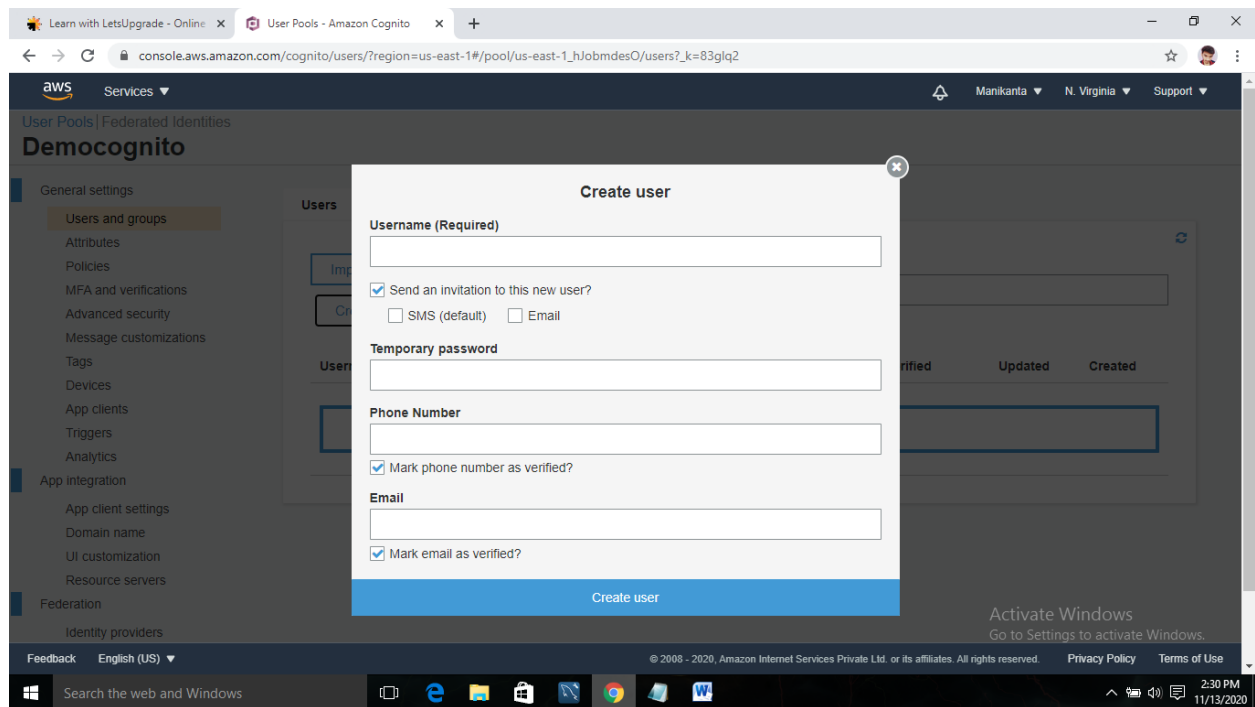 Learn with LetsUpgrade - Online
User Pools - Amazon Cognito
console.aws.amazon.com/cognito/users/?region=us-east-1#/pool/us-east-1_hJobmdesO/users?_k=83glq2
aws
Services
Manikanta
N. Virginia
Support
User Pools | Federated Identities
Democognito
General settings
Users and groups
Attributes
Policies
MFA and verifications
Advanced security
Message customizations
Tags
Devices
App clients
Triggers
Analytics
App integration
App client settings
Domain name
UI customization
Resource servers
Federation
Identity providers
Users
Imp
Cr
Usern
rified
Updated
Created
Create user
Username (Required)
Send an invitation to this new user?
SMS (default)
Email
Temporary password
Phone Number
Mark phone number as verified?
Email
Mark email as verified?
Create user
Activate Windows
Go to Settings to activate Windows.
Feedback
English (US)
© 2008 - 2020, Amazon Internet Services Private Ltd. or its affiliates. All rights reserved.
Privacy Policy
Terms of Use
Search the web and Windows
2:30 PM
11/13/2020